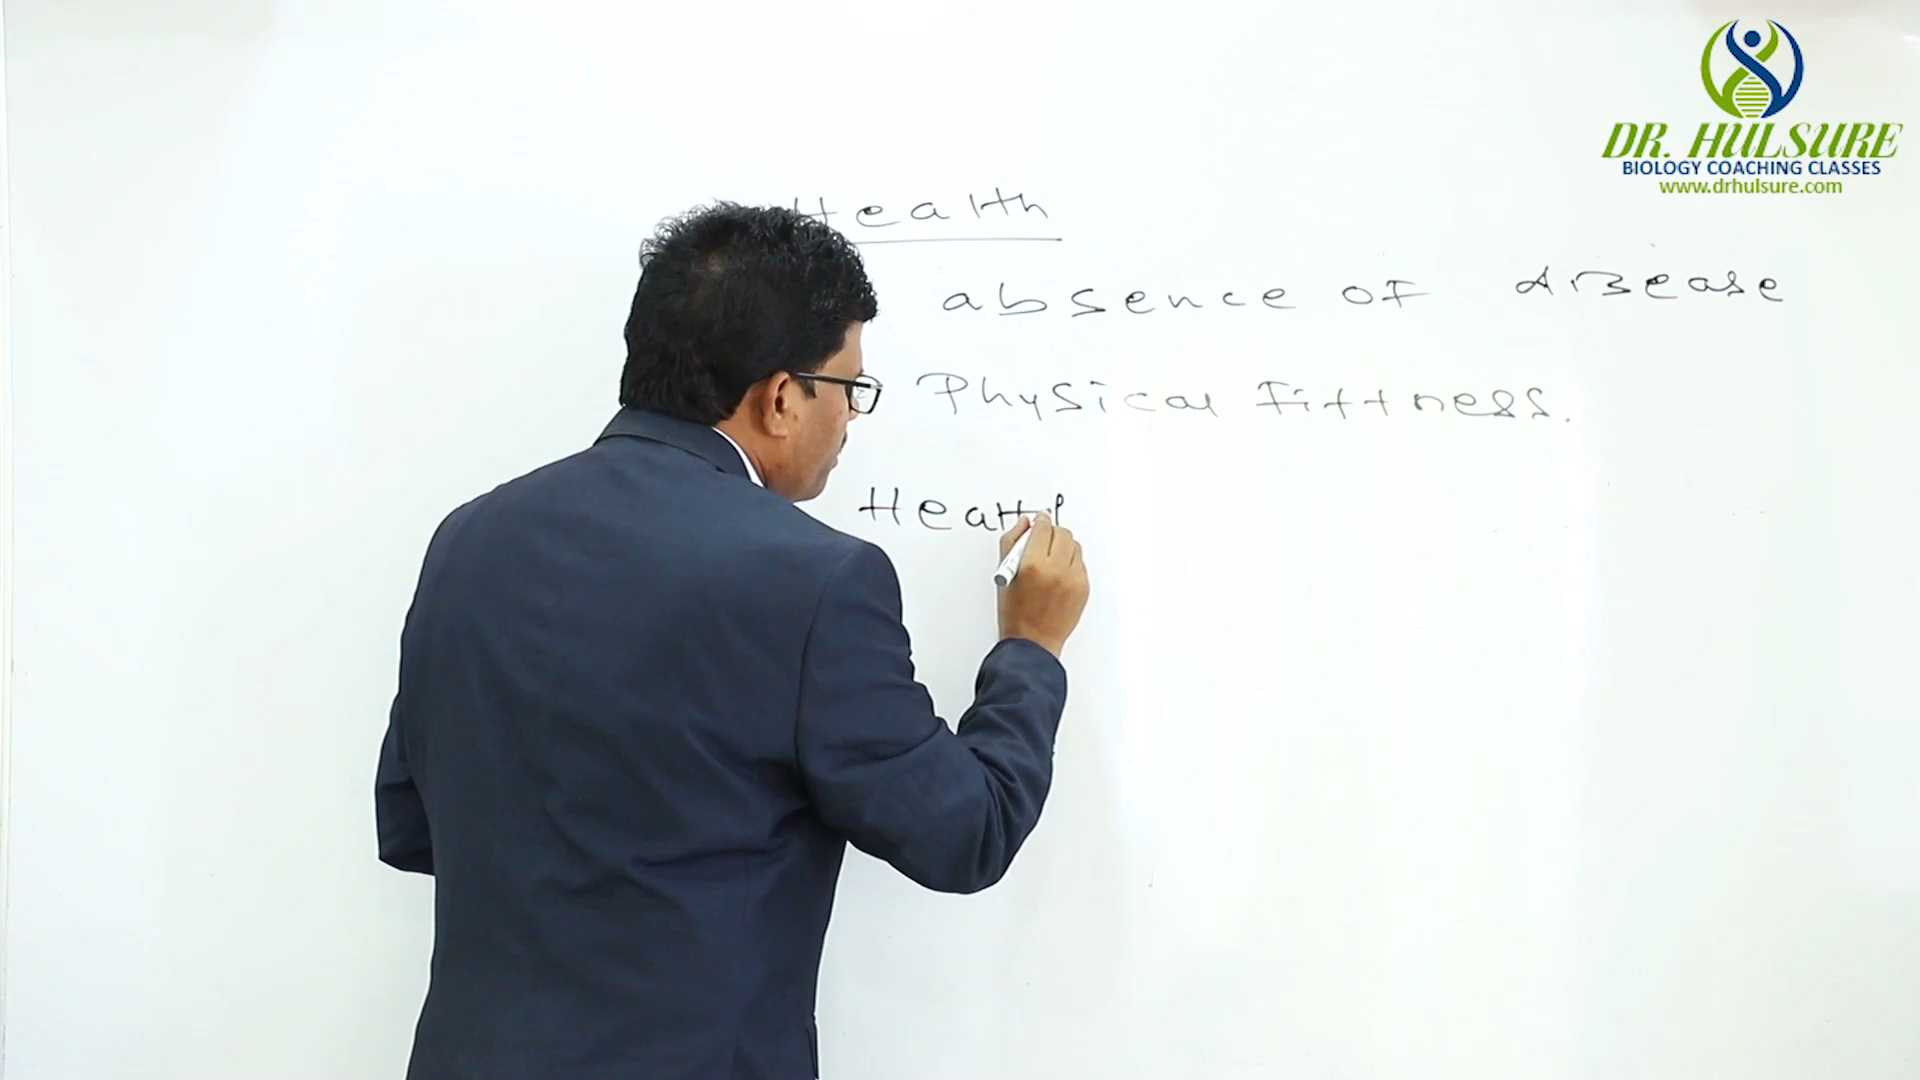 DR. HULSURE
BIOLOGY COACHING CLASSES
www.drhulsure.com
Health
absence of disease
Physical Fittness.
Health